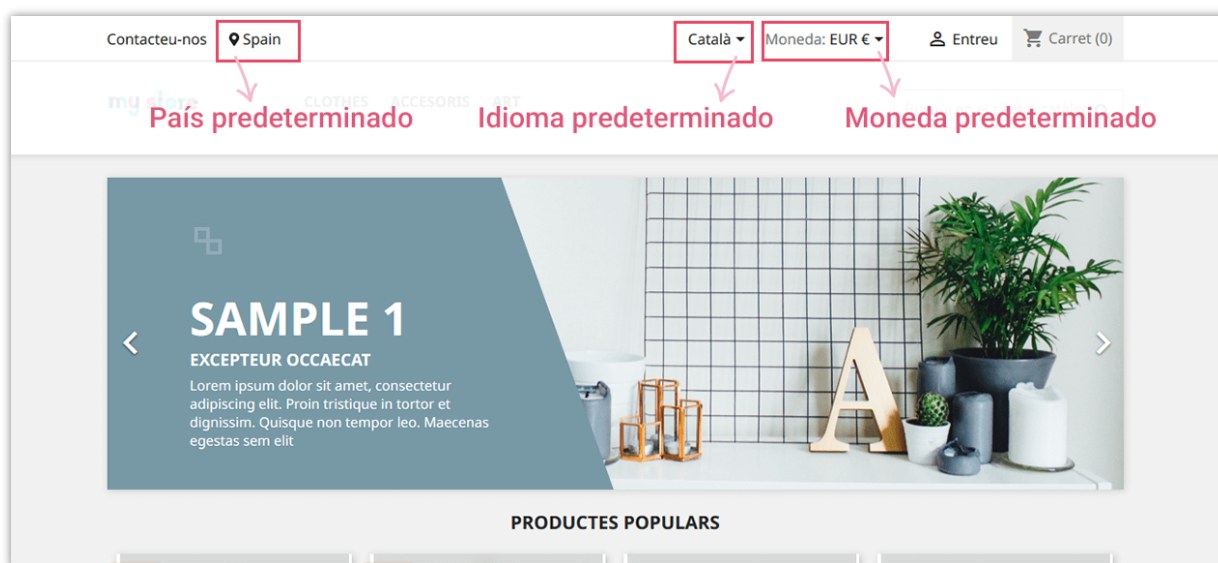 Contacteu-nos Spain Català Moneda: EUR € Entreu Carret (0)
my store CLOTHES ACCESORIS ART
País predeterminado Idioma predeterminado Moneda predeterminado
SAMPLE 1
EXCEPTEUR OCCAECAT
Lorem ipsum dolor sit amet, consectetur
adipiscing elit. Proin tristique in tortor et
dignissim. Quisque non tempor leo. Maecenas
egestas sem elit
A
PRODUCTES POPULARS